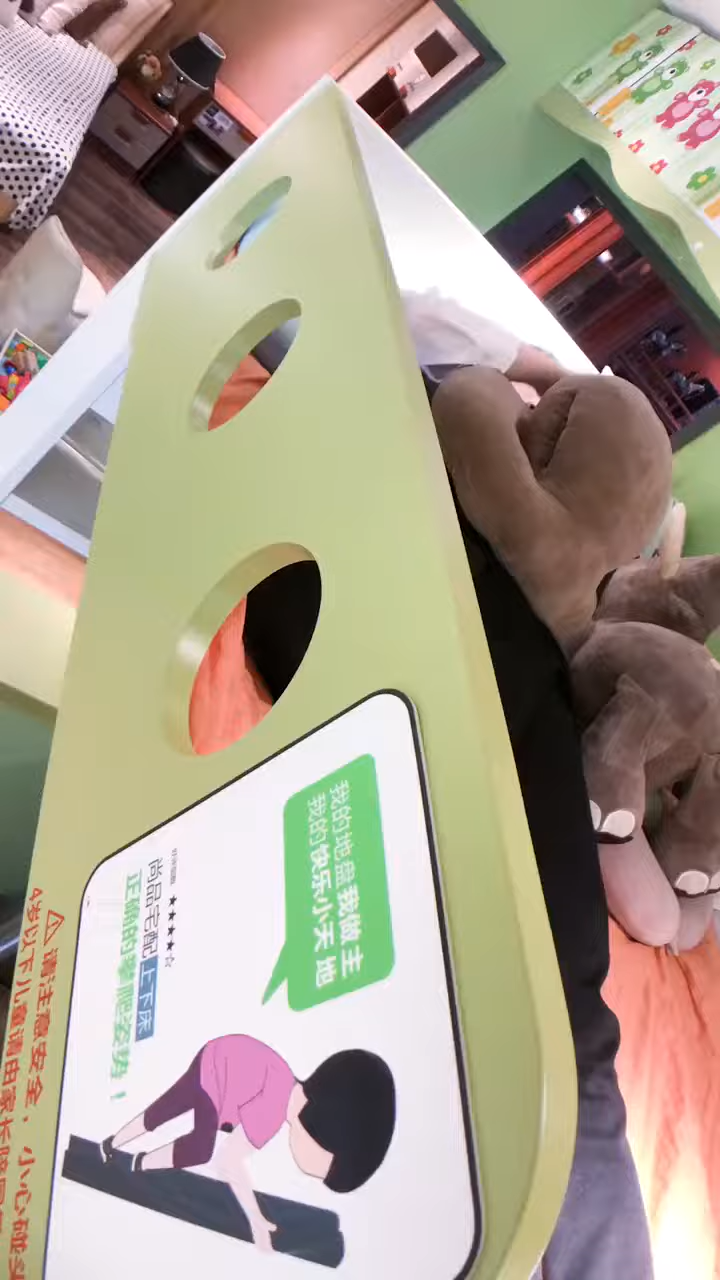 我的地盘我做主
我的快乐小天地
★★★★☆
尚品宅配 上下床
正确的攀爬姿势！
请注意安全，小心碰头
4岁以下儿童请由家长陪同